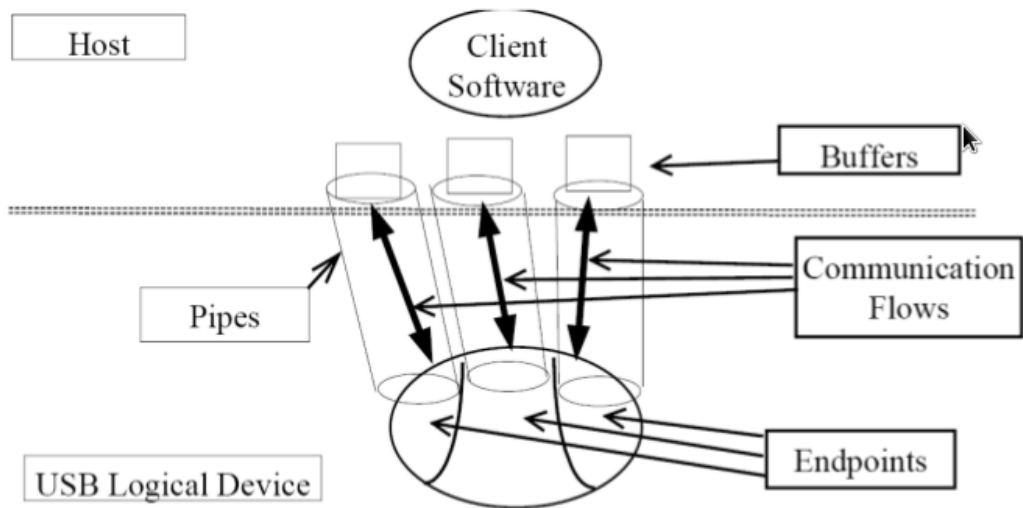 Host
Client
Software
Buffers
Communication
Flows
Pipes
Endpoints
USB Logical Device